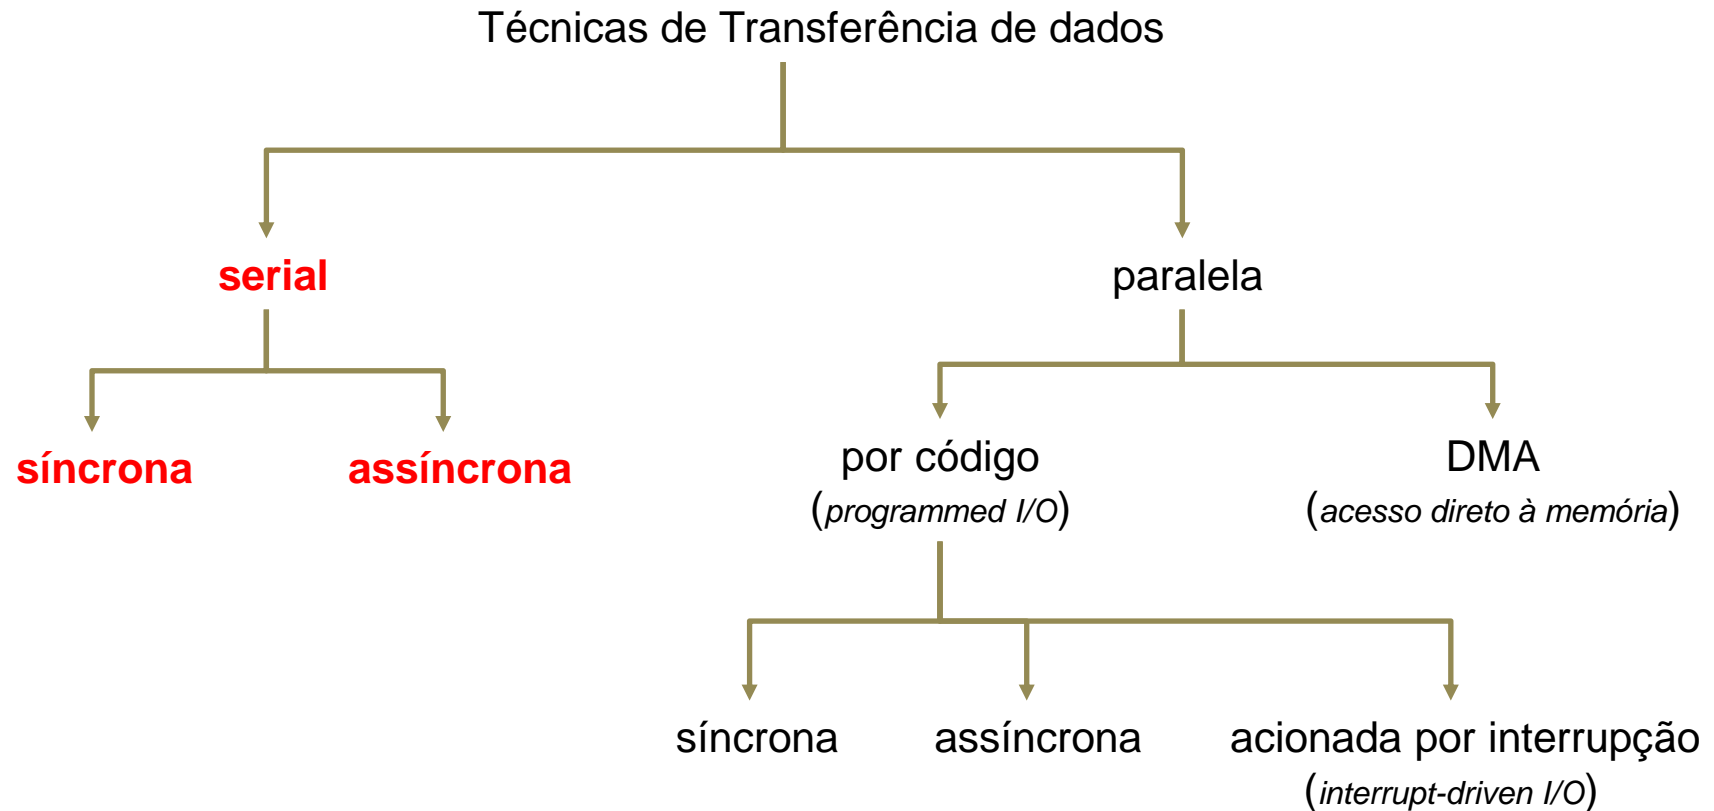 Técnicas de Transferência de dados
serial
paralela
síncrona
assíncrona
por código
(programmed I/O)
DMA
(acesso direto à memória)
síncrona
assíncrona
acionada por interrupção
(interrupt-driven I/O)